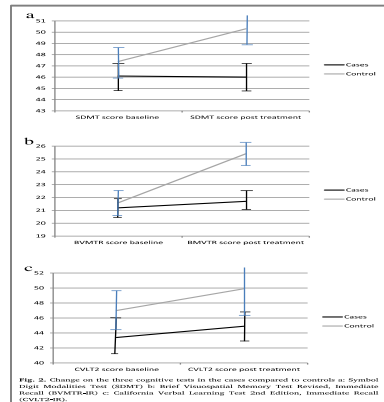 a
51
50
49
48
47
46
45
44
43
Cases
Control
SDMT score baseline SDMT score post treatment
b
26
25
24
23
22
21
20
19
Cases
Control
BVMTR score baseline BMVTR score post treatment
c
52
50
48
46
44
42
40
Cases
Control
CVLT2 score baseline CVLT2 score post treatment
Fig. 2. Change on the three cognitive tests in the cases compared to controls a: Symbol
Digit Modalities Test (SDMT) b: Brief Visuospatial Memory Test Revised, Immediate
Recall (BVMTR-IR) c: California Verbal Learning Test 2nd Edition, Immediate Recall
(CVLT2-IR).